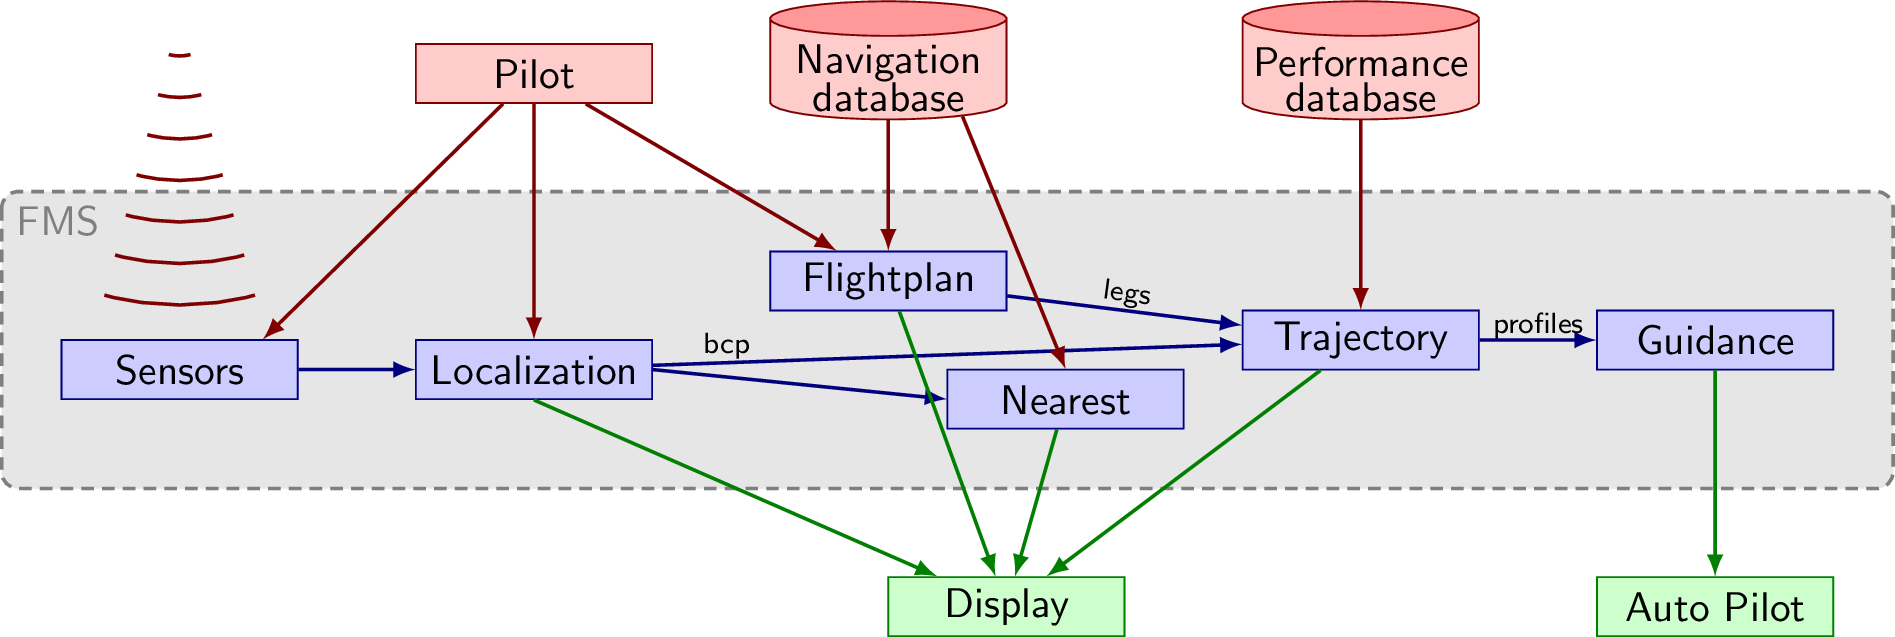 Pilot
Navigation
database
Performance
database
FMS
Flightplan
legs
Trajectory
profiles
Guidance
bcp
Sensors
Localization
Nearest
Display
Auto Pilot